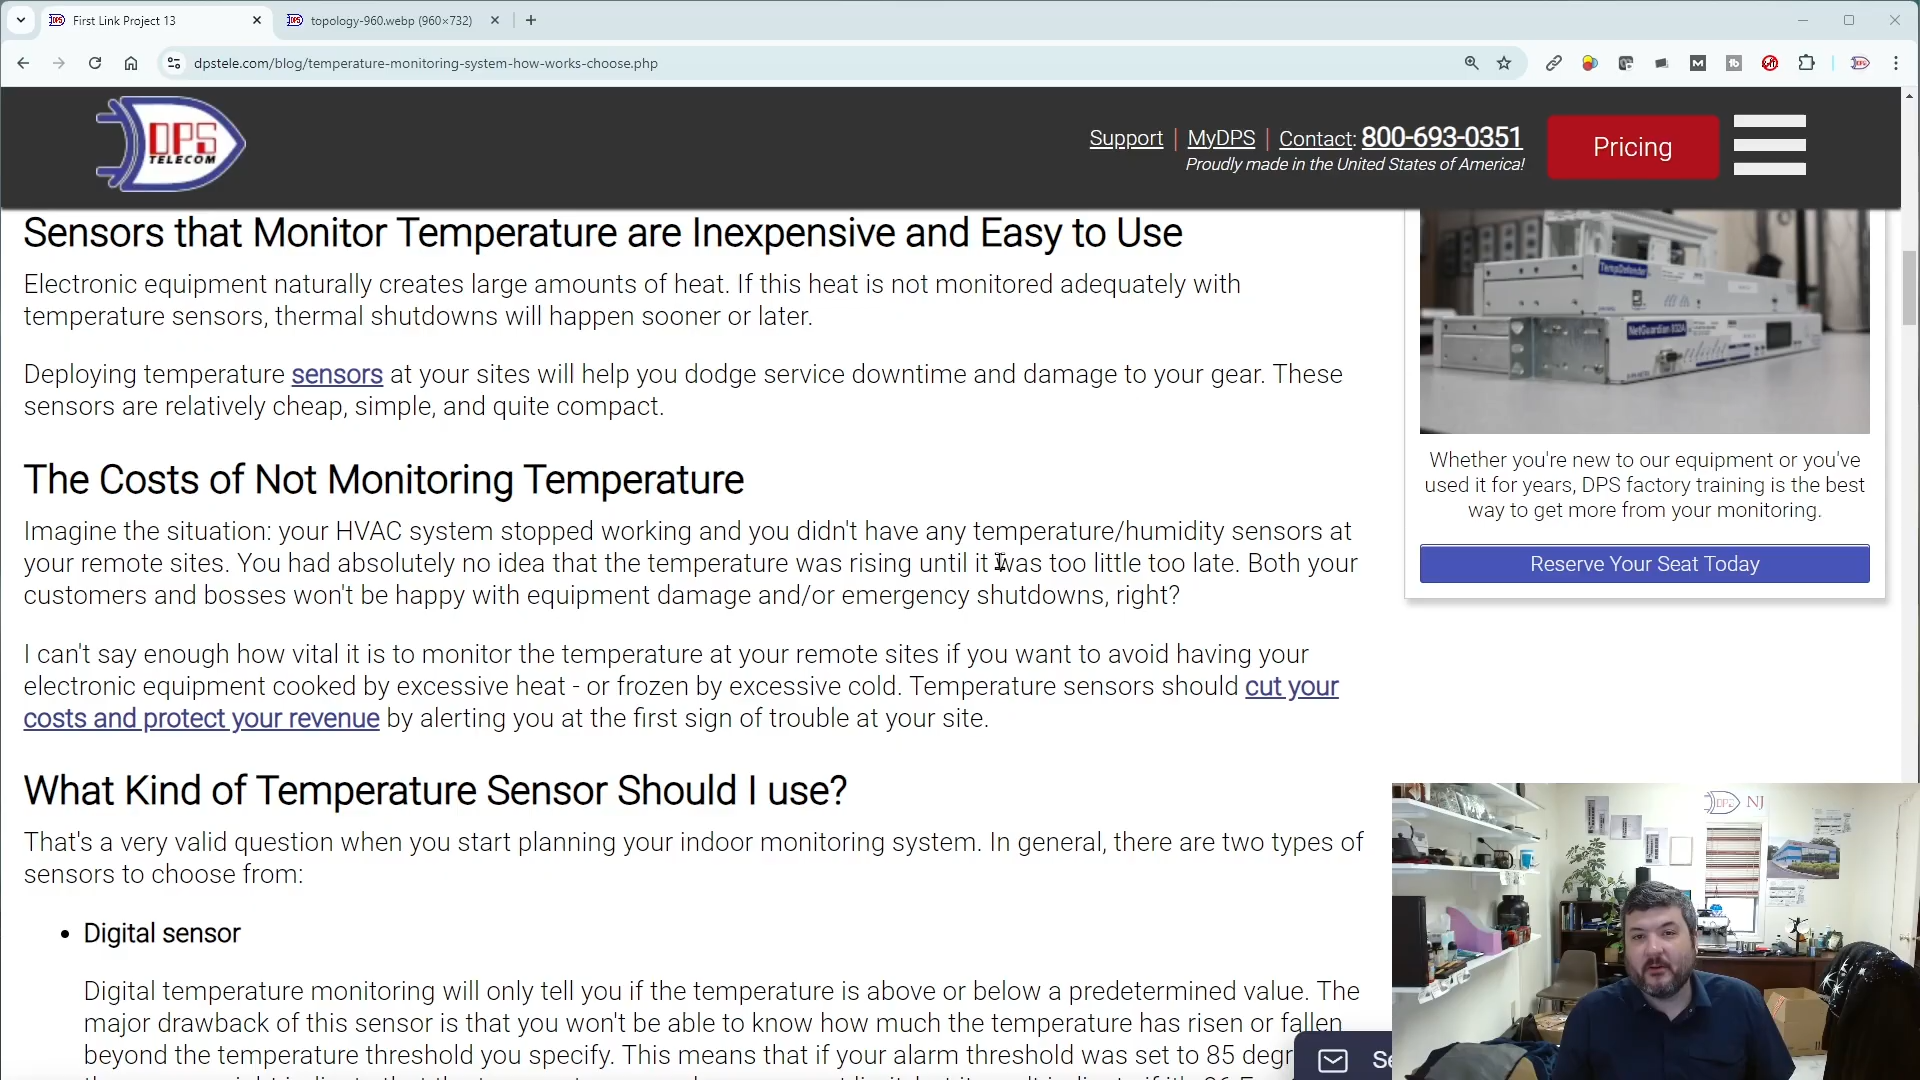 First Link Project 13
topology-960.webp (960×732)
dpstele.com/blog/temperature-monitoring-system-how-works-choose.php
DPS
TELECOM
Support | MyDPS | Contact: 800-693-0351
Proudly made in the United States of America!
Pricing
Sensors that Monitor Temperature are Inexpensive and Easy to Use
Electronic equipment naturally creates large amounts of heat. If this heat is not monitored adequately with
temperature sensors, thermal shutdowns will happen sooner or later.
Deploying temperature sensors at your sites will help you dodge service downtime and damage to your gear. These
sensors are relatively cheap, simple, and quite compact.
The Costs of Not Monitoring Temperature
Imagine the situation: your HVAC system stopped working and you didn't have any temperature/humidity sensors at
your remote sites. You had absolutely no idea that the temperature was rising until it was too little too late. Both your
customers and bosses won't be happy with equipment damage and/or emergency shutdowns, right?
I can't say enough how vital it is to monitor the temperature at your remote sites if you want to avoid having your
electronic equipment cooked by excessive heat - or frozen by excessive cold. Temperature sensors should cut your
costs and protect your revenue by alerting you at the first sign of trouble at your site.
What Kind of Temperature Sensor Should I use?
That's a very valid question when you start planning your indoor monitoring system. In general, there are two types of
sensors to choose from:
• Digital sensor
Digital temperature monitoring will only tell you if the temperature is above or below a predetermined value. The
major drawback of this sensor is that you won't be able to know how much the temperature has risen or fallen
beyond the temperature threshold you specify. This means that if your alarm threshold was set to 85 degr
TempDefender
NetGuardian 832A
Whether you're new to our equipment or you've
used it for years, DPS factory training is the best
way to get more from your monitoring.
Reserve Your Seat Today
Se
DPS NJ